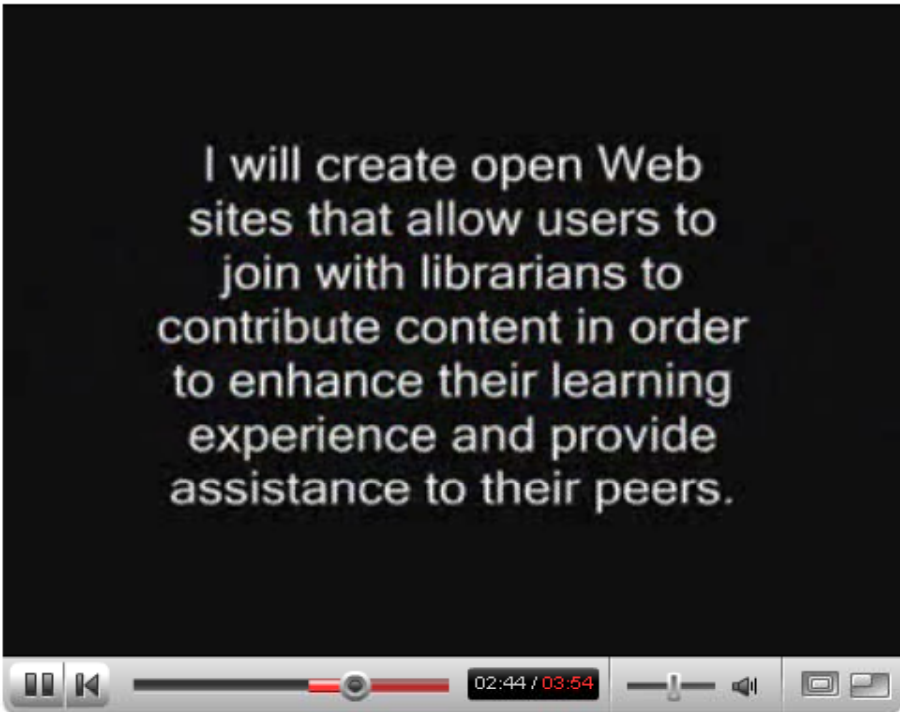 I will create open Web
sites that allow users to
join with librarians to
contribute content in order
to enhance their learning
experience and provide
assistance to their peers.
02:44 / 03:54